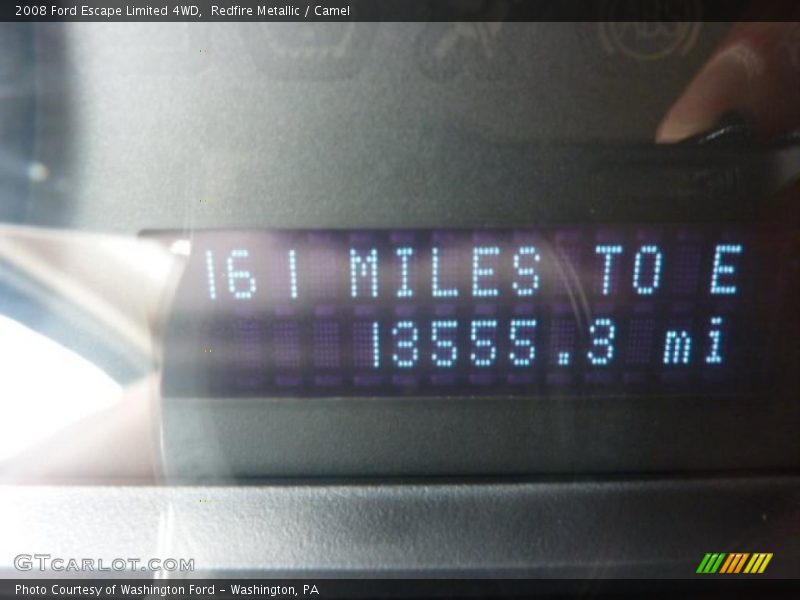 2008 Ford Escape Limited 4WD, Redfire Metallic / Camel
161 MILES TO E
13555.3 mi
GTcarlot.com
Photo Courtesy of Washington Ford - Washington, PA